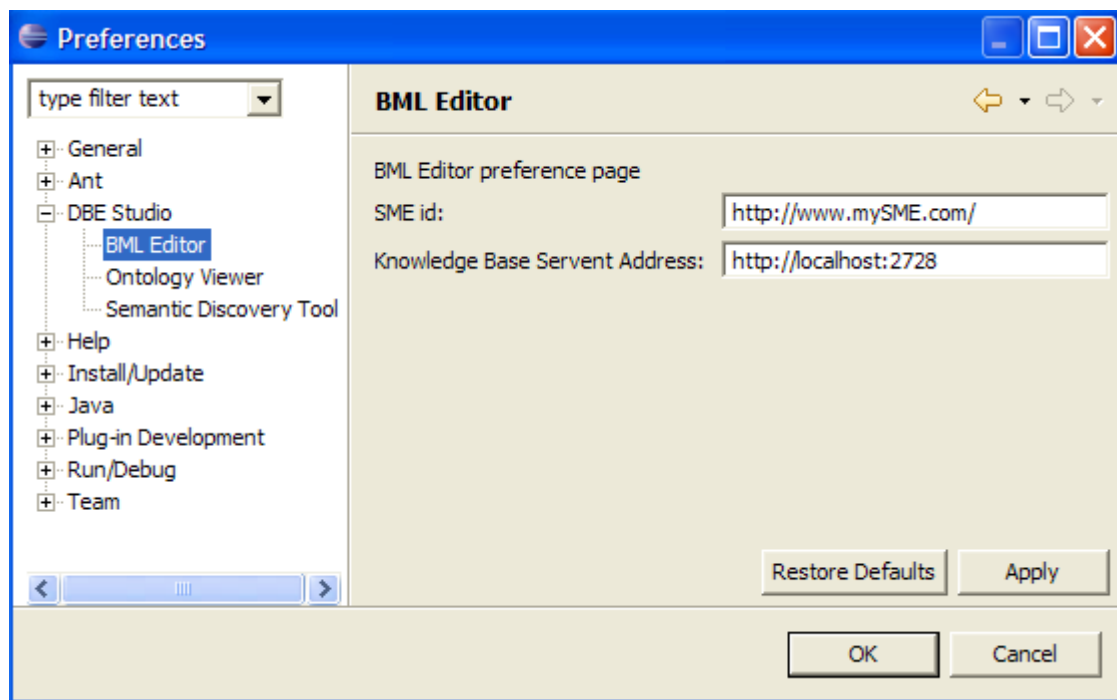 Preferences
type filter text
General
Ant
DBE Studio
BML Editor
Ontology Viewer
Semantic Discovery Tool
Help
Install/Update
Java
Plug-in Development
Run/Debug
Team
BML Editor
BML Editor preference page
SME id: http://www.mySME.com/
Knowledge Base Servent Address: http://localhost:2728
Restore Defaults Apply
OK Cancel